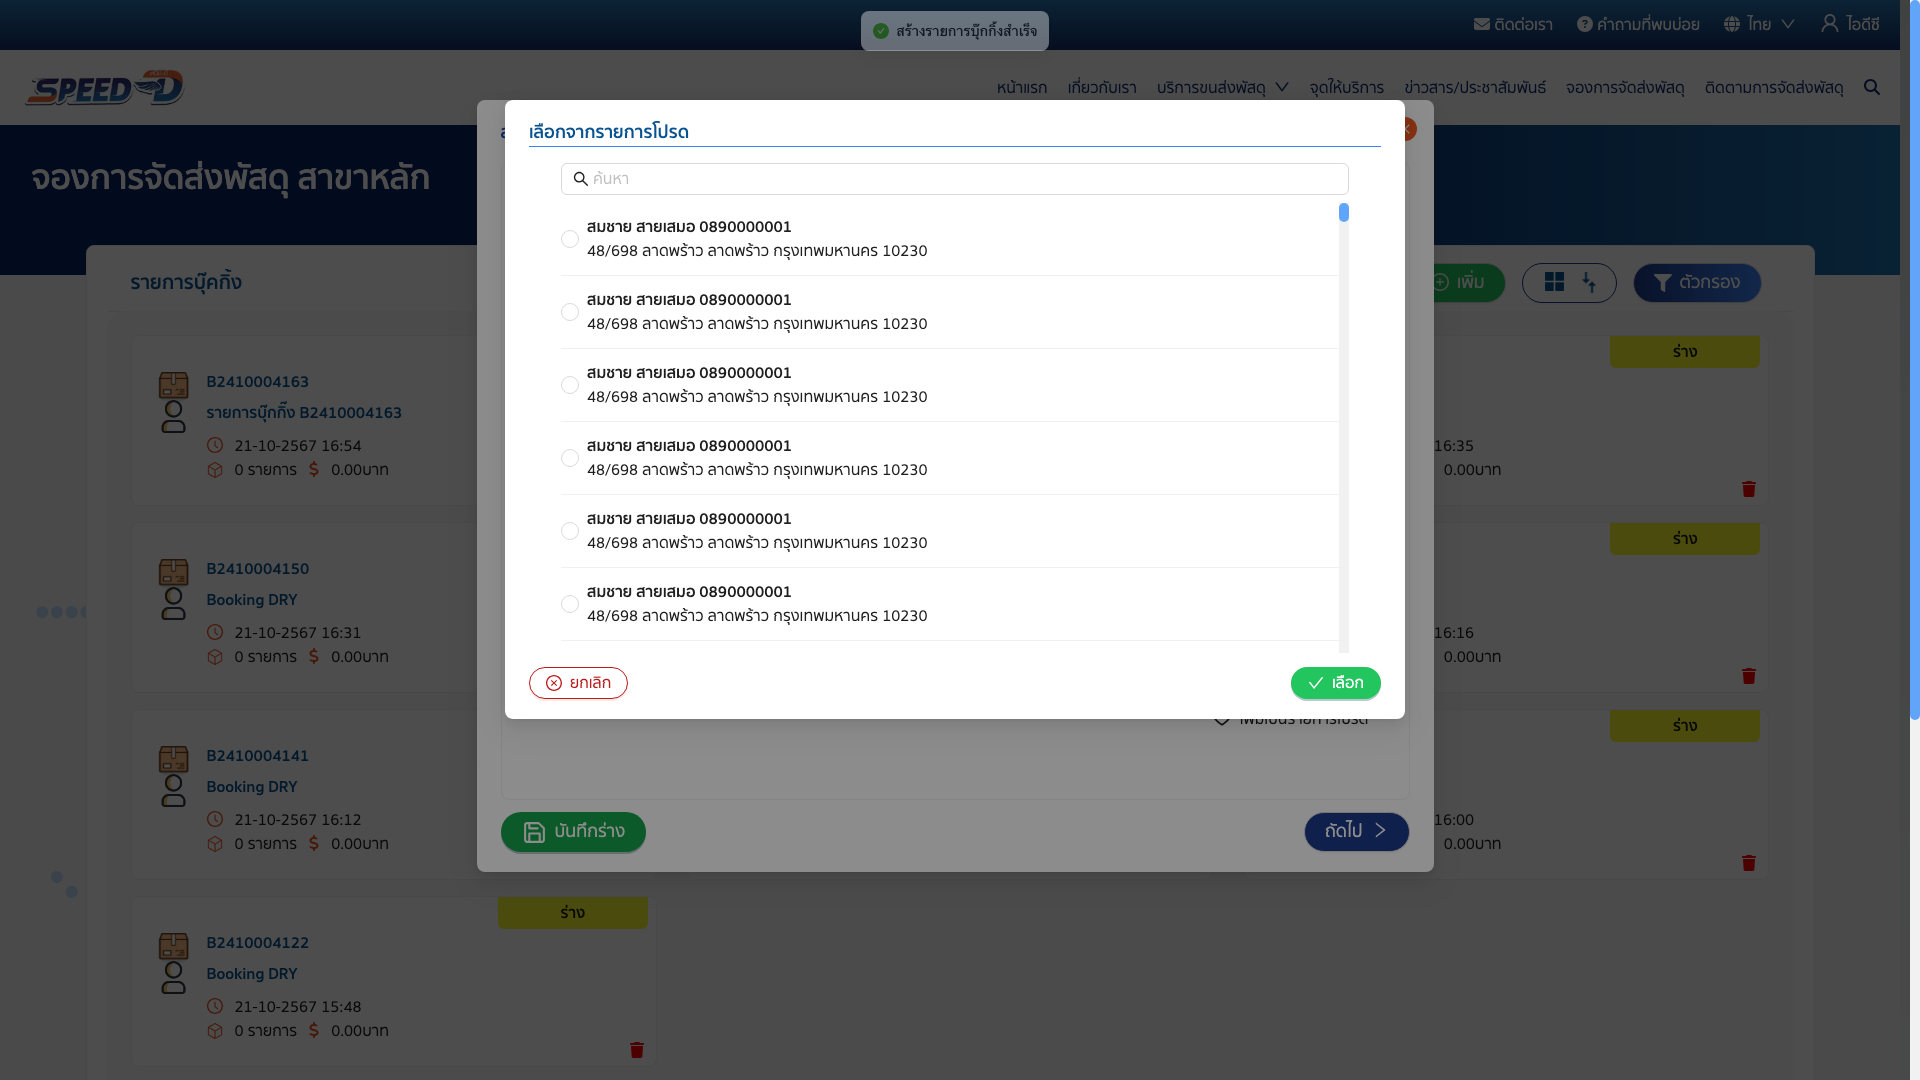 สร้างรายการบุ๊กกิ้งสำเร็จ
ติดต่อเรา
คำถามที่พบบ่อย
ไทย
ไอดีซี
SPEED D
หน้าแรก
เกี่ยวกับเรา
บริการขนส่งพัสดุ
จุดให้บริการ
ข่าวสาร/ประชาสัมพันธ์
จองการจัดส่งพัสดุ
ติดตามการจัดส่งพัสดุ
จองการจัดส่งพัสดุ สาขาหลัก
เลือกจากรายการโปรด
ค้นหา
สมชาย สายเสมอ 0890000001
48/698 ลาดพร้าว ลาดพร้าว กรุงเทพมหานคร 10230
สมชาย สายเสมอ 0890000001
48/698 ลาดพร้าว ลาดพร้าว กรุงเทพมหานคร 10230
สมชาย สายเสมอ 0890000001
48/698 ลาดพร้าว ลาดพร้าว กรุงเทพมหานคร 10230
สมชาย สายเสมอ 0890000001
48/698 ลาดพร้าว ลาดพร้าว กรุงเทพมหานคร 10230
สมชาย สายเสมอ 0890000001
48/698 ลาดพร้าว ลาดพร้าว กรุงเทพมหานคร 10230
สมชาย สายเสมอ 0890000001
48/698 ลาดพร้าว ลาดพร้าว กรุงเทพมหานคร 10230
ยกเลิก
เลือก
เพิ่มเป็นรายการโปรด
บันทึกร่าง
ถัดไป
รายการบุ๊คกิ้ง
เพิ่ม
ตัวกรอง
B2410004163
รายการบุ๊กกิ้ง B2410004163
21-10-2567 16:54
0 รายการ $ 0.00บาท
ร่าง
16:35
0.00บาท
B2410004150
Booking DRY
21-10-2567 16:31
0 รายการ $ 0.00บาท
ร่าง
16:16
0.00บาท
B2410004141
Booking DRY
21-10-2567 16:12
0 รายการ $ 0.00บาท
ร่าง
16:00
0.00บาท
ร่าง
B2410004122
Booking DRY
21-10-2567 15:48
0 รายการ $ 0.00บาท